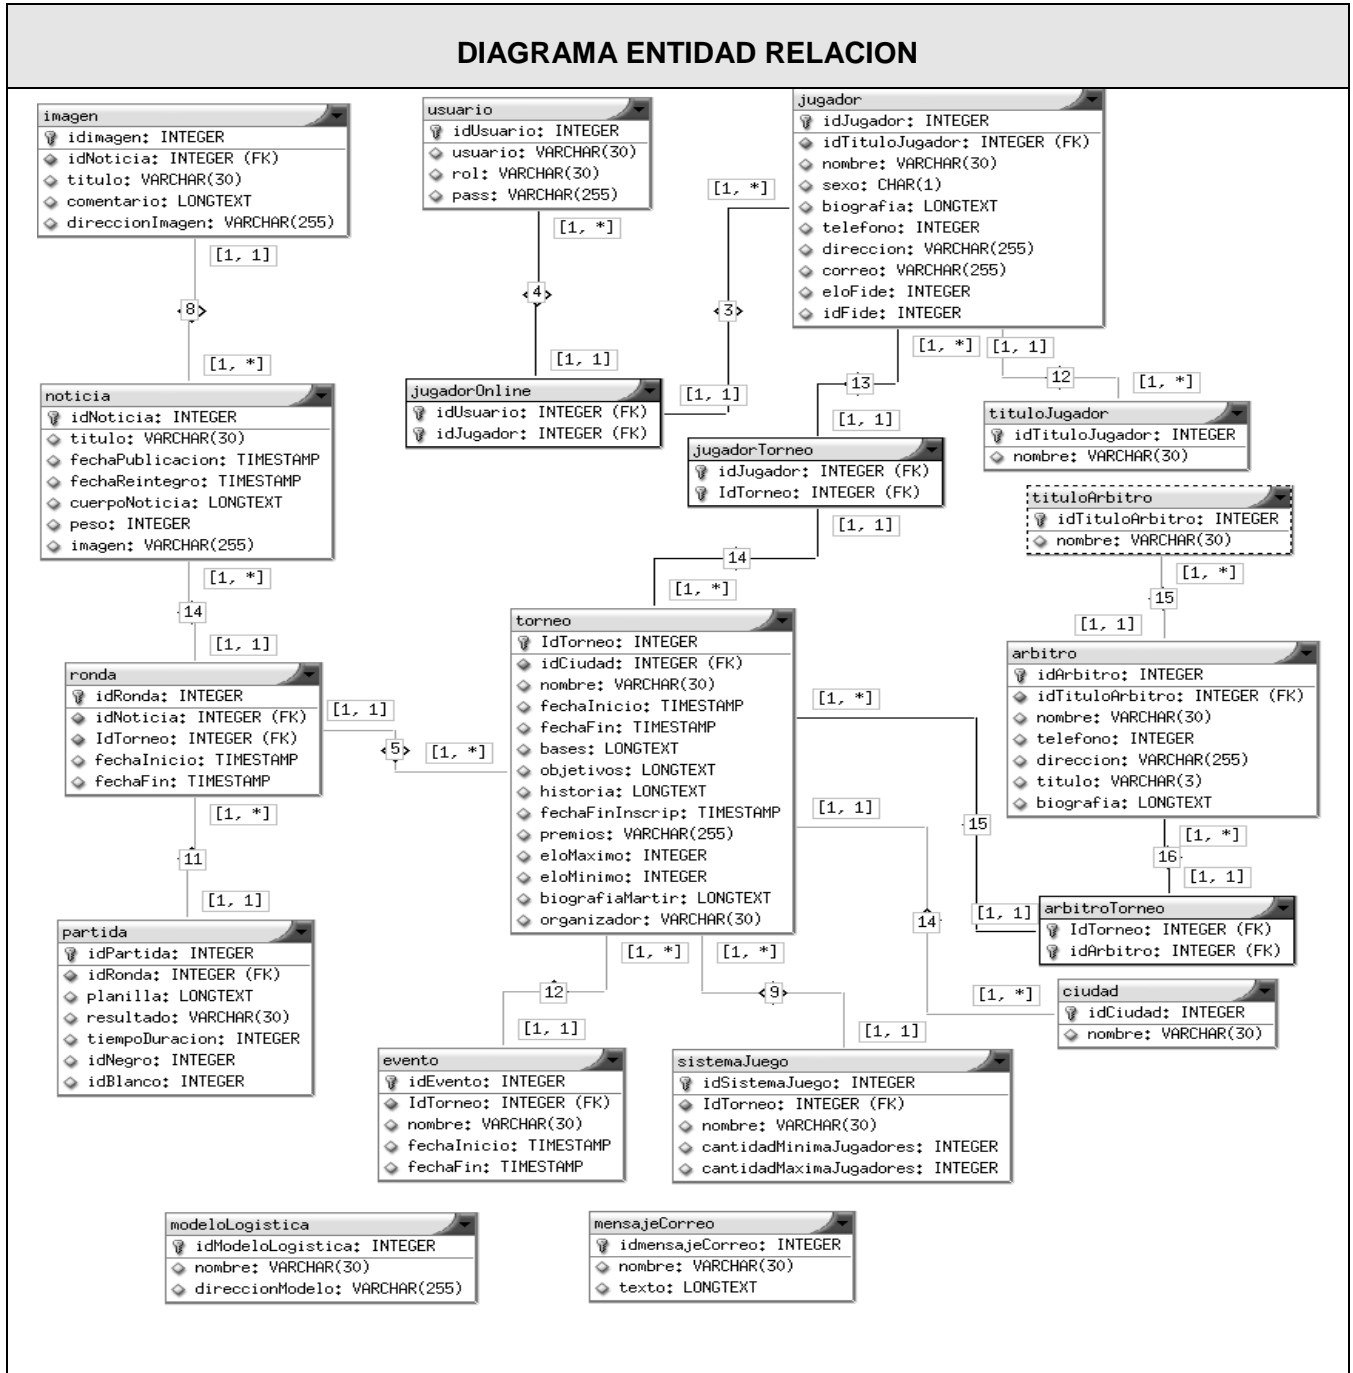 DIAGRAMA ENTIDAD RELACION
imagen
idimagen: INTEGER
idNoticia: INTEGER (FK)
titulo: VARCHAR(30)
comentario: LONGTEXT
direccionImagen: VARCHAR(255)
[1, 1]
8
[1, *]
usuario
idUsuario: INTEGER
usuario: VARCHAR(30)
rol: VARCHAR(30)
pass: VARCHAR(255)
[1, *]
4
[1, 1]
jugador
idJugador: INTEGER
idTituloJugador: INTEGER (FK)
nombre: VARCHAR(30)
sexo: CHAR(1)
biografia: LONGTEXT
telefono: INTEGER
direccion: VARCHAR(255)
correo: VARCHAR(255)
eloFide: INTEGER
idFide: INTEGER
[1, *]
3
[1, 1]
[1, *]
[1, 1]
13
12
[1, *]
[1, 1]
jugadorOnline
idUsuario: INTEGER (FK)
idJugador: INTEGER (FK)
noticia
idNoticia: INTEGER
titulo: VARCHAR(30)
fechaPublicacion: TIMESTAMP
fechaReintegro: TIMESTAMP
cuerpoNoticia: LONGTEXT
peso: INTEGER
imagen: VARCHAR(255)
[1, *]
14
[1, 1]
jugadorTorneo
idJugador: INTEGER (FK)
IdTorneo: INTEGER (FK)
[1, 1]
14
[1, *]
tituloJugador
idTituloJugador: INTEGER
nombre: VARCHAR(30)
tituloArbitro
idTituloArbitro: INTEGER
nombre: VARCHAR(30)
[1, *]
15
[1, 1]
ronda
idRonda: INTEGER
idNoticia: INTEGER (FK)
IdTorneo: INTEGER (FK)
fechaInicio: TIMESTAMP
fechaFin: TIMESTAMP
[1, 1]
5
[1, *]
[1, *]
11
[1, 1]
torneo
IdTorneo: INTEGER
idCiudad: INTEGER (FK)
nombre: VARCHAR(30)
fechaInicio: TIMESTAMP
fechaFin: TIMESTAMP
bases: LONGTEXT
objetivos: LONGTEXT
historia: LONGTEXT
fechaFinInscrip: TIMESTAMP
premios: VARCHAR(255)
eloMaximo: INTEGER
eloMinimo: INTEGER
biografiaMartir: LONGTEXT
organizador: VARCHAR(30)
[1, *]
[1, 1]
15
14
[1, 1]
[1, *]
arbitro
idArbitro: INTEGER
idTituloArbitro: INTEGER (FK)
nombre: VARCHAR(30)
telefono: INTEGER
direccion: VARCHAR(255)
titulo: VARCHAR(3)
biografia: LONGTEXT
[1, *]
16
[1, 1]
arbitroTorneo
IdTorneo: INTEGER (FK)
idArbitro: INTEGER (FK)
ciudad
idCiudad: INTEGER
nombre: VARCHAR(30)
partida
idPartida: INTEGER
idRonda: INTEGER (FK)
planilla: LONGTEXT
resultado: VARCHAR(30)
tiempoDuracion: INTEGER
idNegro: INTEGER
idBlanco: INTEGER
[1, *]
[1, *]
12
9
[1, 1]
[1, 1]
evento
idEvento: INTEGER
IdTorneo: INTEGER (FK)
nombre: VARCHAR(30)
fechaInicio: TIMESTAMP
fechaFin: TIMESTAMP
sistemaJuego
idSistemaJuego: INTEGER
IdTorneo: INTEGER (FK)
nombre: VARCHAR(30)
cantidadMinimaJugadores: INTEGER
cantidadMaximaJugadores: INTEGER
modeloLogistica
idModeloLogistica: INTEGER
nombre: VARCHAR(30)
direccionModelo: VARCHAR(255)
mensajeCorreo
idmensajeCorreo: INTEGER
nombre: VARCHAR(30)
texto: LONGTEXT